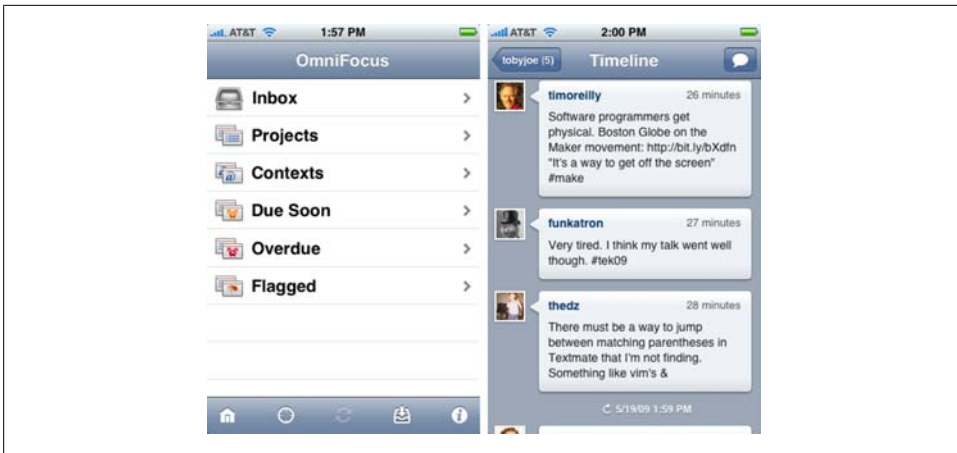 AT&T 1:57 PM
OmniFocus
Inbox
Projects
Contexts
Due Soon
Overdue
Flagged
AT&T 2:00 PM
tobyjoe (5) Timeline
timoreilly 26 minutes
Software programmers get
physical. Boston Globe on the
Maker movement: http://bit.ly/bXdfn
"It's a way to get off the screen"
#make
funkatron 27 minutes
Very tired. I think my talk went well
though. #tek09
thedz 28 minutes
There must be a way to jump
between matching parentheses in
Textmate that I'm not finding.
Something like vim's &
5/19/09 1:59 PM